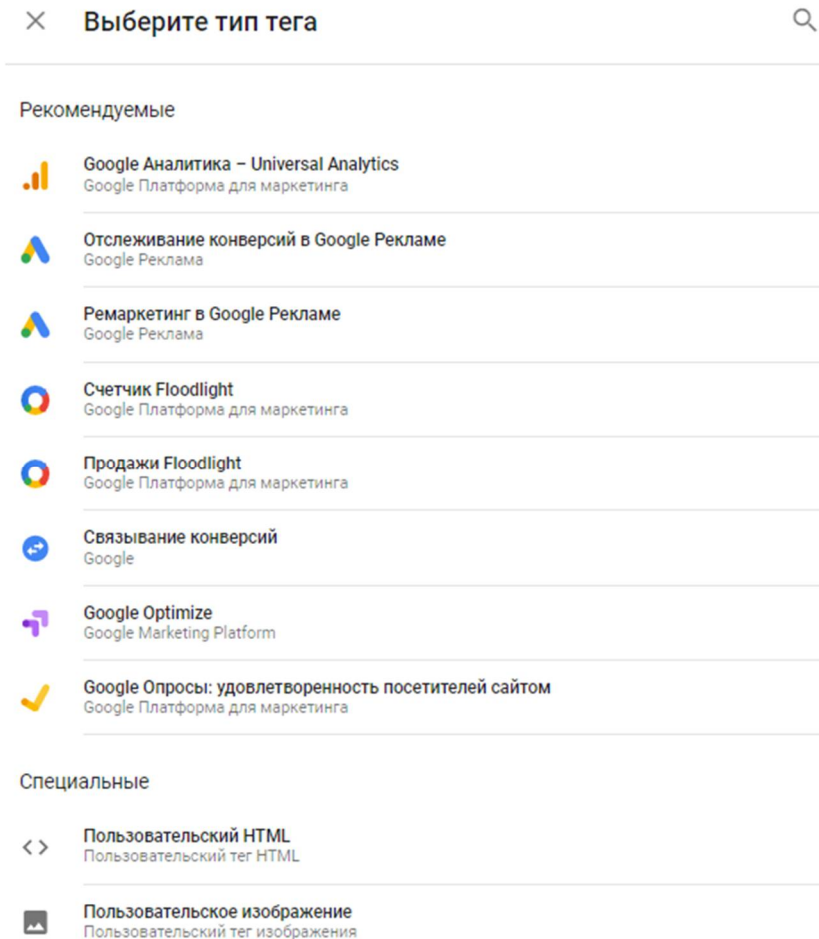 Выберите тип тега
Рекомендуемые
Google Аналитика – Universal Analytics
Google Платформа для маркетинга
Отслеживание конверсий в Google Рекламе
Google Реклама
Ремаркетинг в Google Рекламе
Google Реклама
Счетчик Floodlight
Google Платформа для маркетинга
Продажи Floodlight
Google Платформа для маркетинга
Связывание конверсий
Google
Google Optimize
Google Marketing Platform
Google Опросы: удовлетворенность посетителей сайтом
Google Платформа для маркетинга
Специальные
Пользовательский HTML
Пользовательский тег HTML
Пользовательское изображение
Пользовательский тег изображения